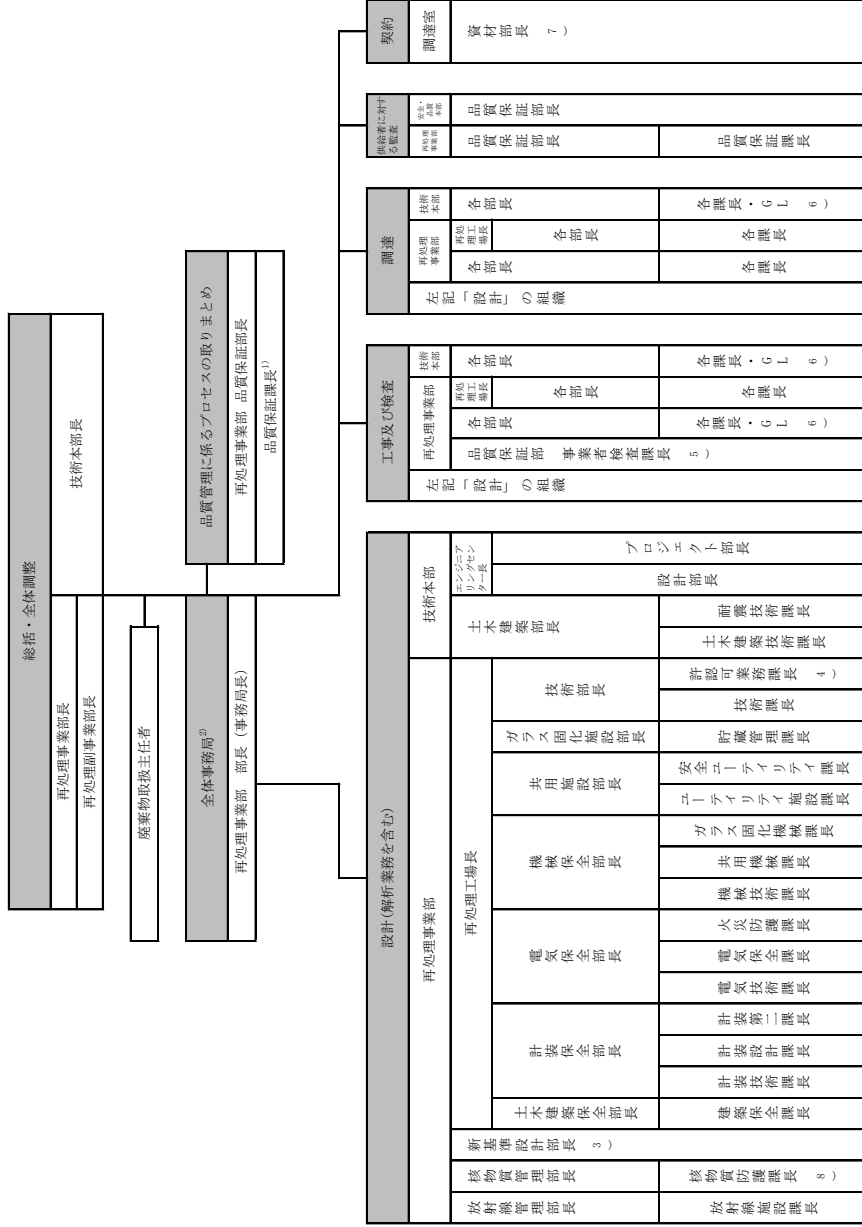 総括・全体調整
再処理事業部長
再処理副事業部長
技術本部長
廃棄物取扱主任者
全体事務局2)
再処理事業部 部長(事務局長)
品質管理に係るプロセスの取りまとめ
再処理事業部 品質保証部長
品質保証課長1)
設計(解析業務を含む)
再処理事業部
技術本部
放射線管理部長
放射線施設課長
核物質管理部長
核物質防護課長 8)
新基準設計部長 3)
再処理工場長
土木建築保全部長
建築保全課長
計装保全部長
計装技術課長
計装設計課長
計装第二課長
電気保全部長
電気技術課長
電気保全課長
火災防護課長
機械保全部長
機械技術課長
共用機械課長
ガラス固化機械課長
共用施設部長
ユーティリティ施設課長
安全ユーティリティ課長
ガラス固化施設部長
貯蔵管理課長
技術部長
技術課長
許認可業務課長 4)
土木建築部長
土木建築技術課長
耐震技術課長
エンジニア
リングセン
ター長
設計部長
プロジェクト部長
工事及び検査
左記「設計」の組織
再処理事業部
品質保証部 事業者検査課長 5)
各部長
各課長・GL 6)
再処
理工
場長
各部長
各課長
技術
本部
各部長
各課長・GL 6)
調達
左記「設計」の組織
再処理
事業部
各部長
各課長
再処
理工
場長
各部長
各課長
技術
本部
各部長
各課長・GL 6)
供給者に対す
る監査
再処理
事業部
品質保証部長
品質保証課長
安全・
品質
本部
品質保証部長
契約
調達室
資材部長 7)